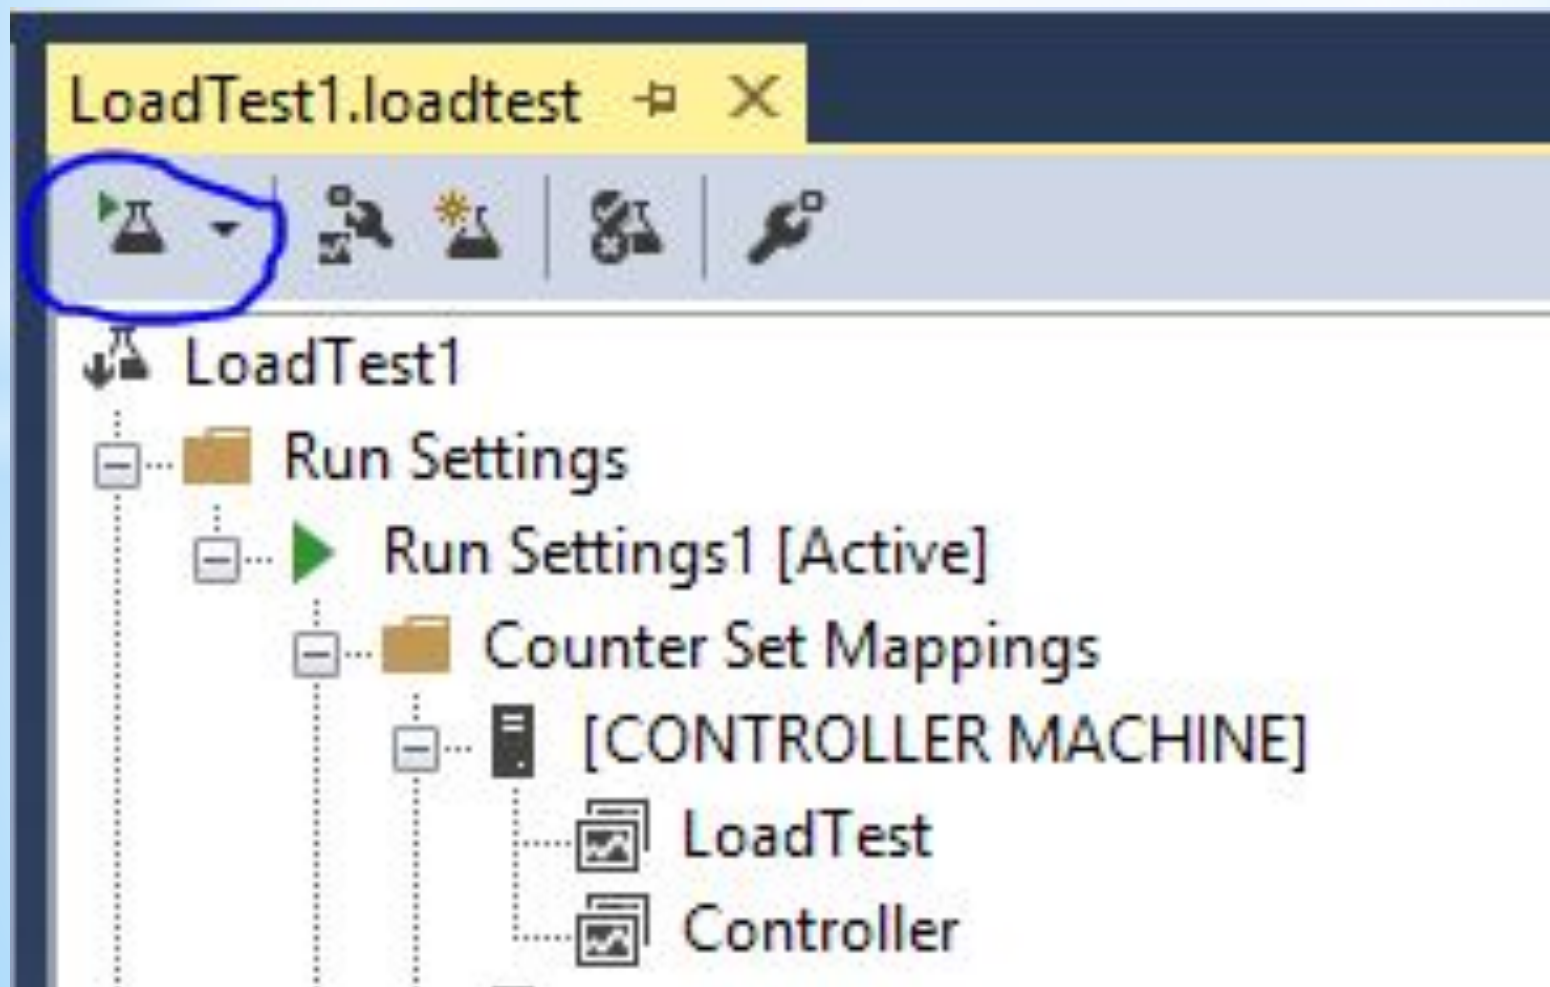 LoadTest1.loadtest
LoadTest1
Run Settings
Run Settings1 [Active]
Counter Set Mappings
[CONTROLLER MACHINE]
LoadTest
Controller